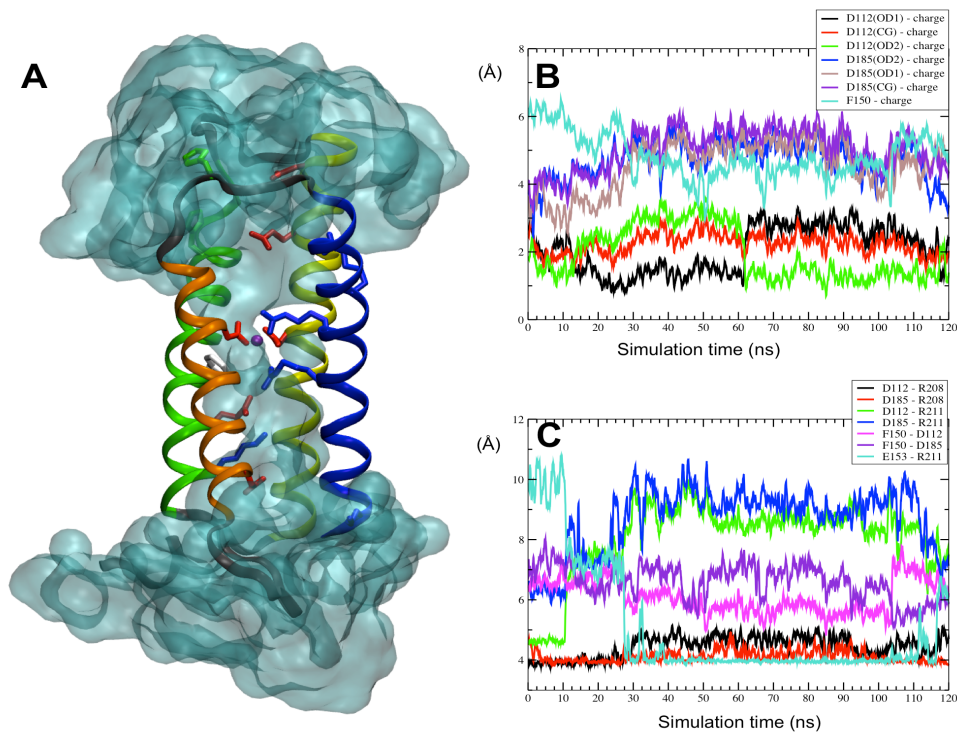 A
(Å)
B
D112(OD1) - charge
D112(CG) - charge
D112(OD2) - charge
D185(OD2) - charge
D185(OD1) - charge
D185(CG) - charge
F150 - charge
8
6
4
2
0
0 10 20 30 40 50 60 70 80 90 100 110 120
Simulation time (ns)
(Å)
C
D112 - R208
D185 - R208
D112 - R211
D185 - R211
F150 - D112
F150 - D185
E153 - R211
12
10
8
6
4
0 10 20 30 40 50 60 70 80 90 100 110 120
Simulation time (ns)